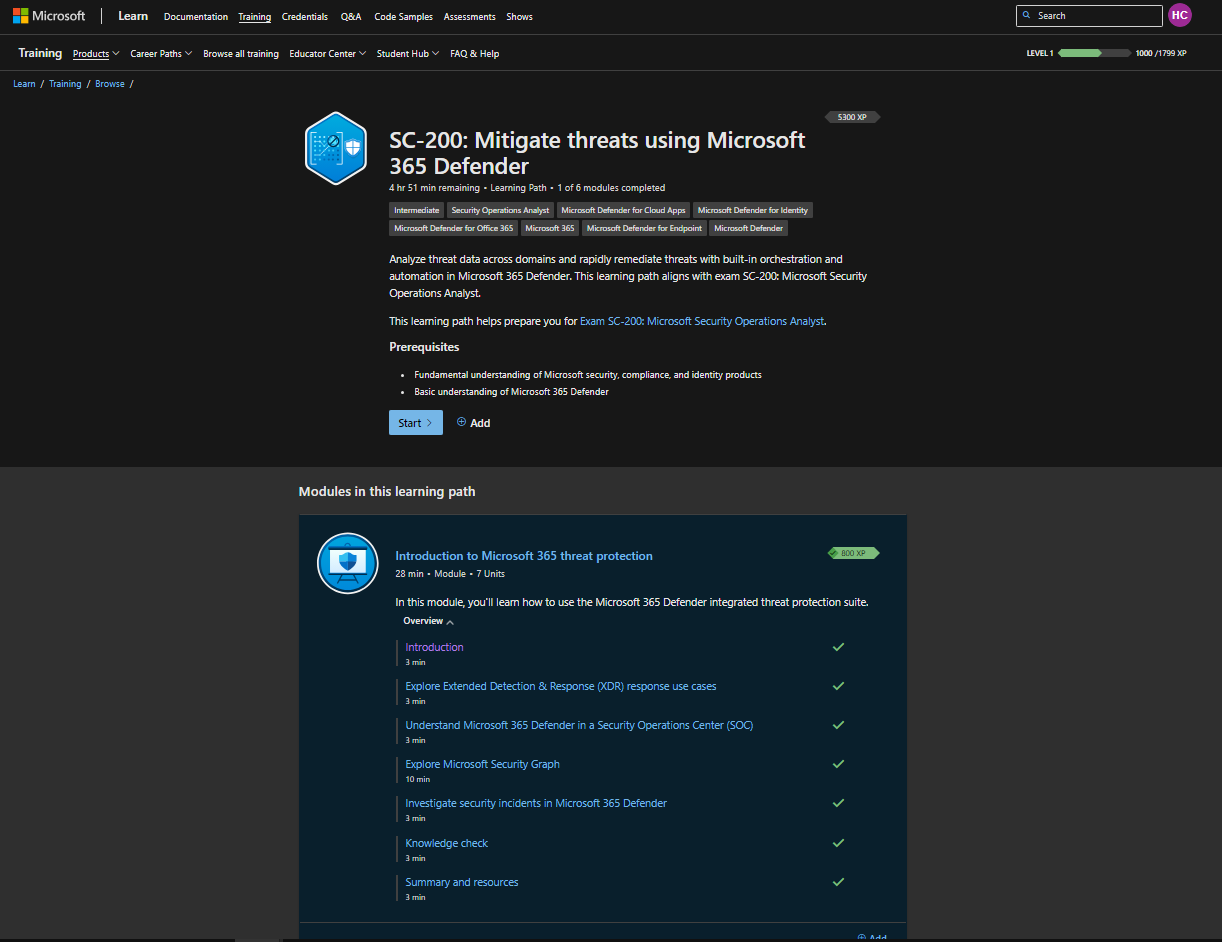 Microsoft Learn Documentation Training Credentials Q&A Code Samples Assessments Shows Search HC
Training Products Career Paths Browse all training Educator Center Student Hub FAQ & Help LEVEL 1 1000 /1799 XP
Learn / Training / Browse /
5300 XP
SC-200: Mitigate threats using Microsoft
365 Defender
4 hr 51 min remaining • Learning Path • 1 of 6 modules completed
Intermediate Security Operations Analyst Microsoft Defender for Cloud Apps Microsoft Defender for Identity
Microsoft Defender for Office 365 Microsoft 365 Microsoft Defender for Endpoint Microsoft Defender
Analyze threat data across domains and rapidly remediate threats with built-in orchestration and
automation in Microsoft 365 Defender. This learning path aligns with exam SC-200: Microsoft Security
Operations Analyst.
This learning path helps prepare you for Exam SC-200: Microsoft Security Operations Analyst.
Prerequisites
• Fundamental understanding of Microsoft security, compliance, and identity products
• Basic understanding of Microsoft 365 Defender
Start Add
Modules in this learning path
800 XP
Introduction to Microsoft 365 threat protection
28 min • Module • 7 Units
In this module, you'll learn how to use the Microsoft 365 Defender integrated threat protection suite.
Overview
Introduction
3 min
Explore Extended Detection & Response (XDR) response use cases
3 min
Understand Microsoft 365 Defender in a Security Operations Center (SOC)
3 min
Explore Microsoft Security Graph
10 min
Investigate security incidents in Microsoft 365 Defender
3 min
Knowledge check
3 min
Summary and resources
3 min
Add